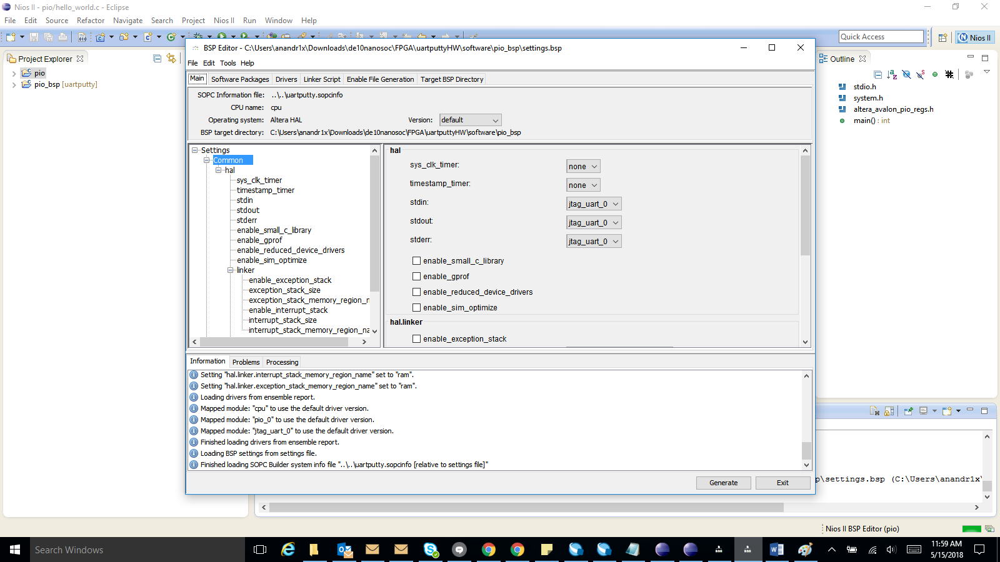 Nios II - pio/hello_world.c - Eclipse
File Edit Source Refactor Navigate Search Project Nios II Run Window Help
Quick Access
Nios II
Project Explorer
pio
pio_bsp [uartputty]
BSP Editor - C:\Users\anandr1x\Downloads\de10nanosoc\FPGA\uartputtyHW\software\pio_bsp\settings.bsp
File Edit Tools Help
Main Software Packages Drivers Linker Script Enable File Generation Target BSP Directory
SOPC Information file: ..\..\uartputty.sopcinfo
CPU name: cpu
Operating system: Altera HAL Version: default
BSP target directory: C:\Users\anandr1x\Downloads\de10nanosoc\FPGA\uartputtyHW\software\pio_bsp
Settings
Common
hal
sys_clk_timer
timestamp_timer
stdin
stdout
stderr
enable_small_c_library
enable_gprof
enable_reduced_device_drivers
enable_sim_optimize
linker
enable_exception_stack
exception_stack_size
exception_stack_memory_region_n
enable_interrupt_stack
interrupt_stack_size
interrupt_stack_memory_region_na
hal
sys_clk_timer: none
timestamp_timer: none
stdin: jtag_uart_0
stdout: jtag_uart_0
stderr: jtag_uart_0
enable_small_c_library
enable_gprof
enable_reduced_device_drivers
enable_sim_optimize
hal.linker
enable_exception_stack
Information Problems Processing
Setting "hal.linker.interrupt_stack_memory_region_name" set to "ram".
Setting "hal.linker.exception_stack_memory_region_name" set to "ram".
Loading drivers from ensemble report.
Mapped module: "cpu" to use the default driver version.
Mapped module: "pio_0" to use the default driver version.
Mapped module: "jtag_uart_0" to use the default driver version.
Finished loading drivers from ensemble report.
Loading BSP settings from settings file.
Finished loading SOPC Builder system info file "..\..\uartputty.sopcinfo [relative to settings file]"
Generate Exit
Outline
stdio.h
system.h
altera_avalon_pio_regs.h
main() : int
p\settings.bsp (C:\Users\anandr1x\
Nios II BSP Editor (pio)
Search Windows
11:59 AM
5/15/2018